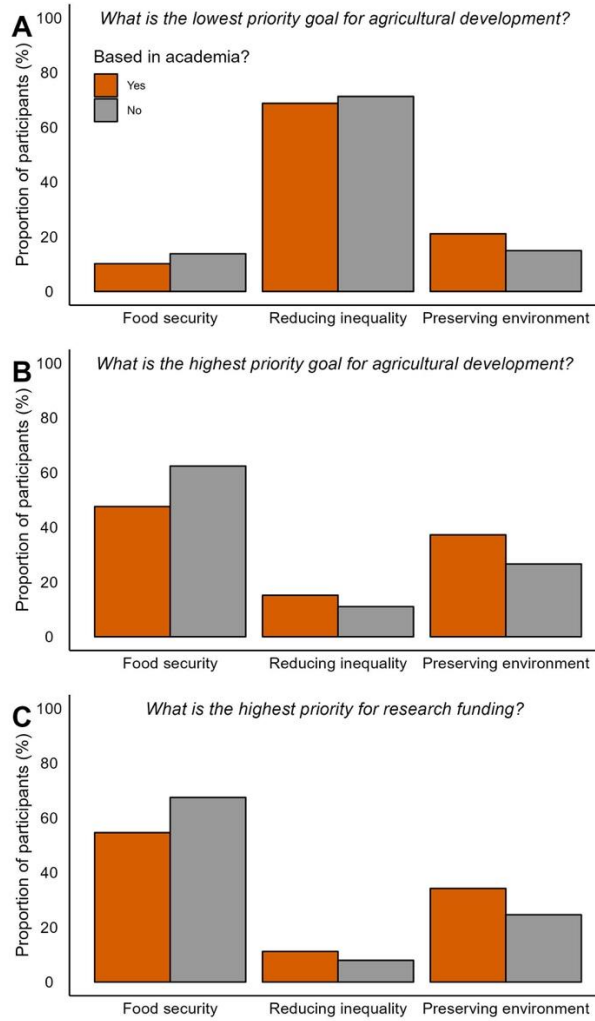 A
What is the lowest priority goal for agricultural development?
Based in academia?
Yes
No
Proportion of participants (%)
100
80
60
40
20
0
Food security Reducing inequality Preserving environment
B
What is the highest priority goal for agricultural development?
Proportion of participants (%)
100
80
60
40
20
0
Food security Reducing inequality Preserving environment
C
What is the highest priority for research funding?
Proportion of participants (%)
100
80
60
40
20
0
Food security Reducing inequality Preserving environment